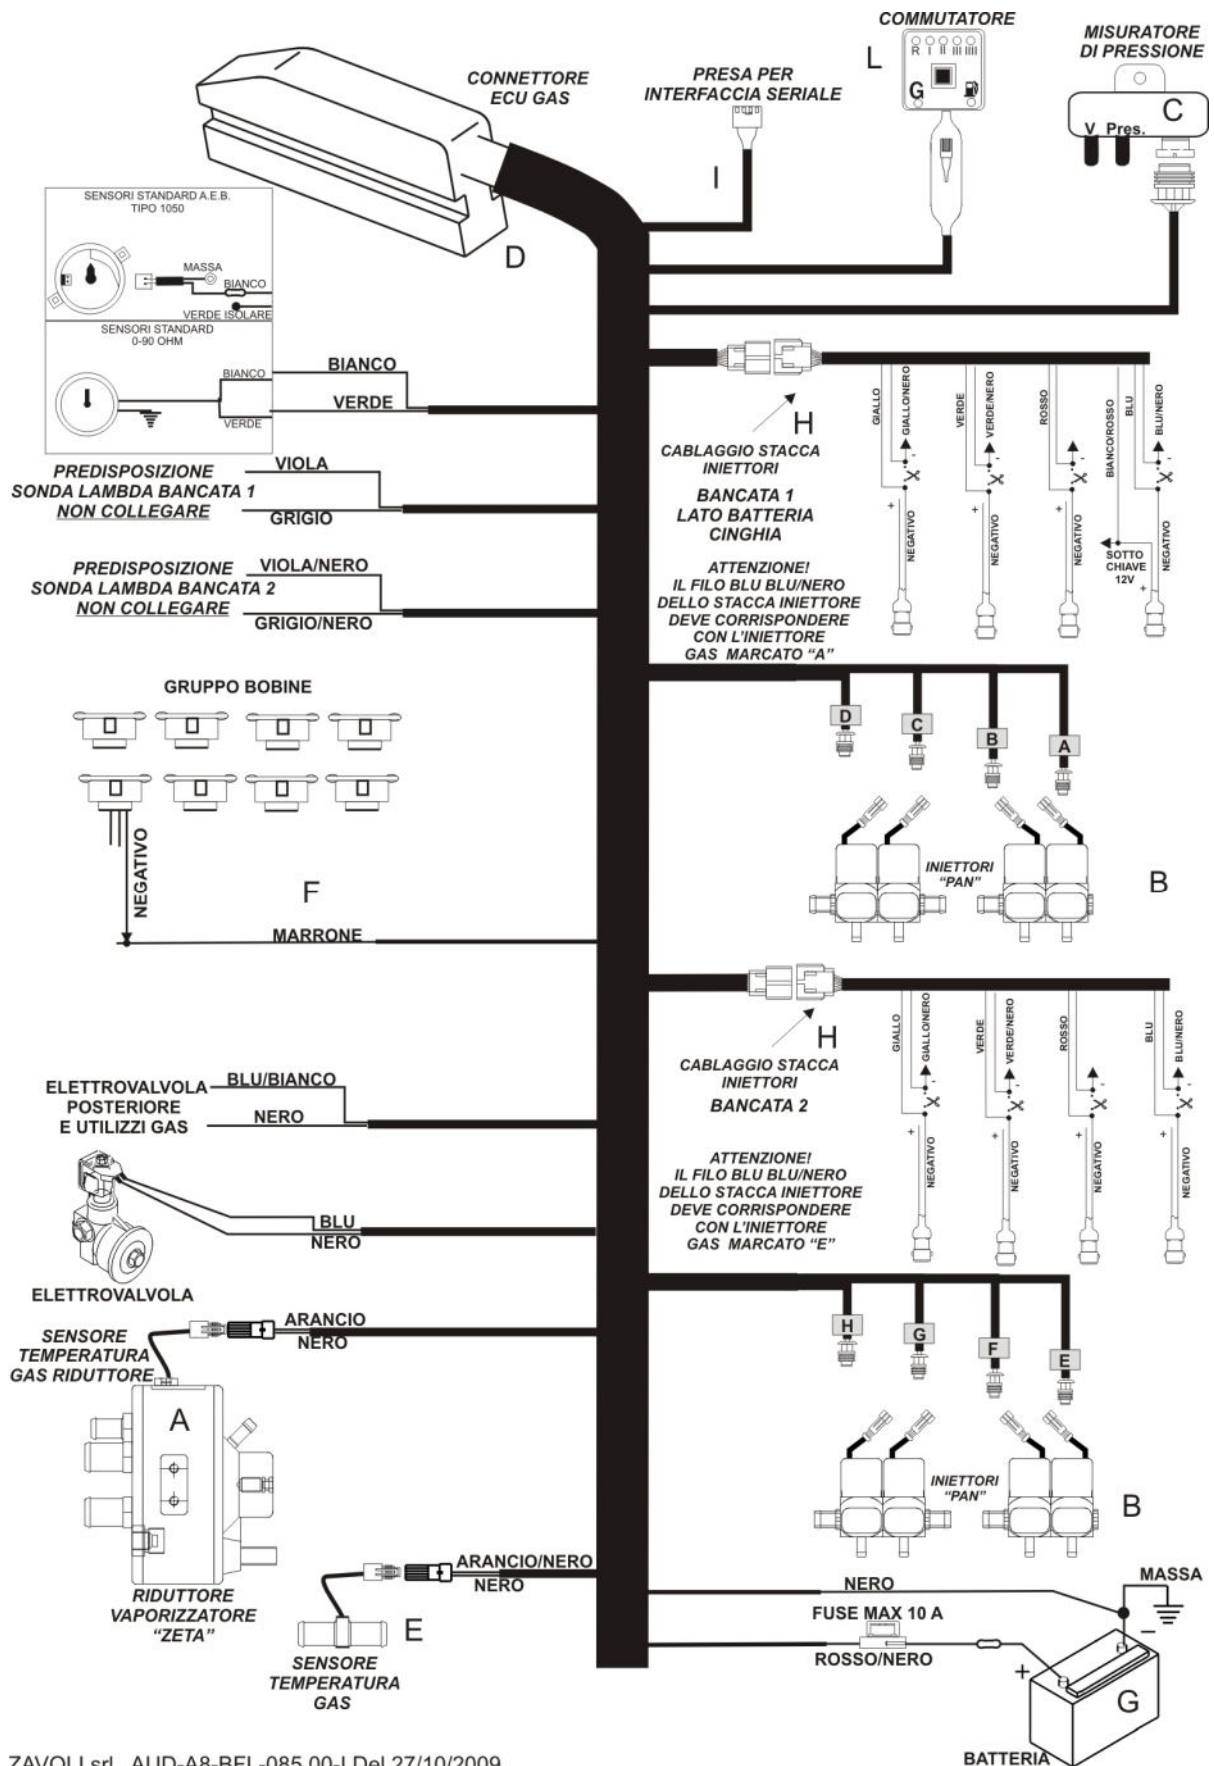 COMMUTATORE
L
R I II III IIII
G
MISURATORE
DI PRESSIONE
C
V Pres.
PRESA PER
INTERFACCIA SERIALE
I
CONNETTORE
ECU GAS
D
SENSORI STANDARD A.E.B.
TIPO 1050
MASSA
BIANCO
VERDE ISOLARE
SENSORI STANDARD
0-90 OHM
BIANCO
VERDE
BIANCO
VERDE
PREDISPOSIZIONE
SONDA LAMBDA BANCATA 1
NON COLLEGARE
VIOLA
GRIGIO
PREDISPOSIZIONE
SONDA LAMBDA BANCATA 2
NON COLLEGARE
VIOLA/NERO
GRIGIO/NERO
GRUPPO BOBINE
NEGATIVO
F
MARRONE
ELETTROVALVOLA
POSTERIORE
E UTILIZZI GAS
BLU/BIANCO
NERO
BLU
NERO
ELETTROVALVOLA
SENSORE
TEMPERATURA
GAS RIDUTTORE
ARANCIO
NERO
A
RIDUTTORE
VAPORIZZATORE
"ZETA"
ARANCIO/NERO
NERO
E
SENSORE
TEMPERATURA
GAS
H
CABLAGGIO STACCA
INIETTORI
BANCATA 1
LATO BATTERIA
CINGHIA
ATTENZIONE!
IL FILO BLU BLU/NERO
DELLO STACCA INIETTORE
DEVE CORRISPONDERE
CON L'INIETTORE
GAS MARCATO "A"
GIALLO
GIALLO/NERO
-
+
NEGATIVO
VERDE
VERDE/NERO
-
+
NEGATIVO
ROSSO
-
+
NEGATIVO
BIANCO/ROSSO
BLU
BLU/NERO
-
SOTTO
CHIAVE
12V
+
NEGATIVO
D
C
B
A
INIETTORI
"PAN"
B
H
CABLAGGIO STACCA
INIETTORI
BANCATA 2
ATTENZIONE!
IL FILO BLU BLU/NERO
DELLO STACCA INIETTORE
DEVE CORRISPONDERE
CON L'INIETTORE
GAS MARCATO "E"
GIALLO
GIALLO/NERO
-
+
NEGATIVO
VERDE
VERDE/NERO
-
+
NEGATIVO
ROSSO
-
+
NEGATIVO
BLU
BLU/NERO
-
+
NEGATIVO
H
G
F
E
INIETTORI
"PAN"
B
NERO
MASSA
FUSE MAX 10 A
ROSSO/NERO
+
−
G
BATTERIA
ZAVOLI srl AUD-A8-BFL-085.00-I Del 27/10/2009